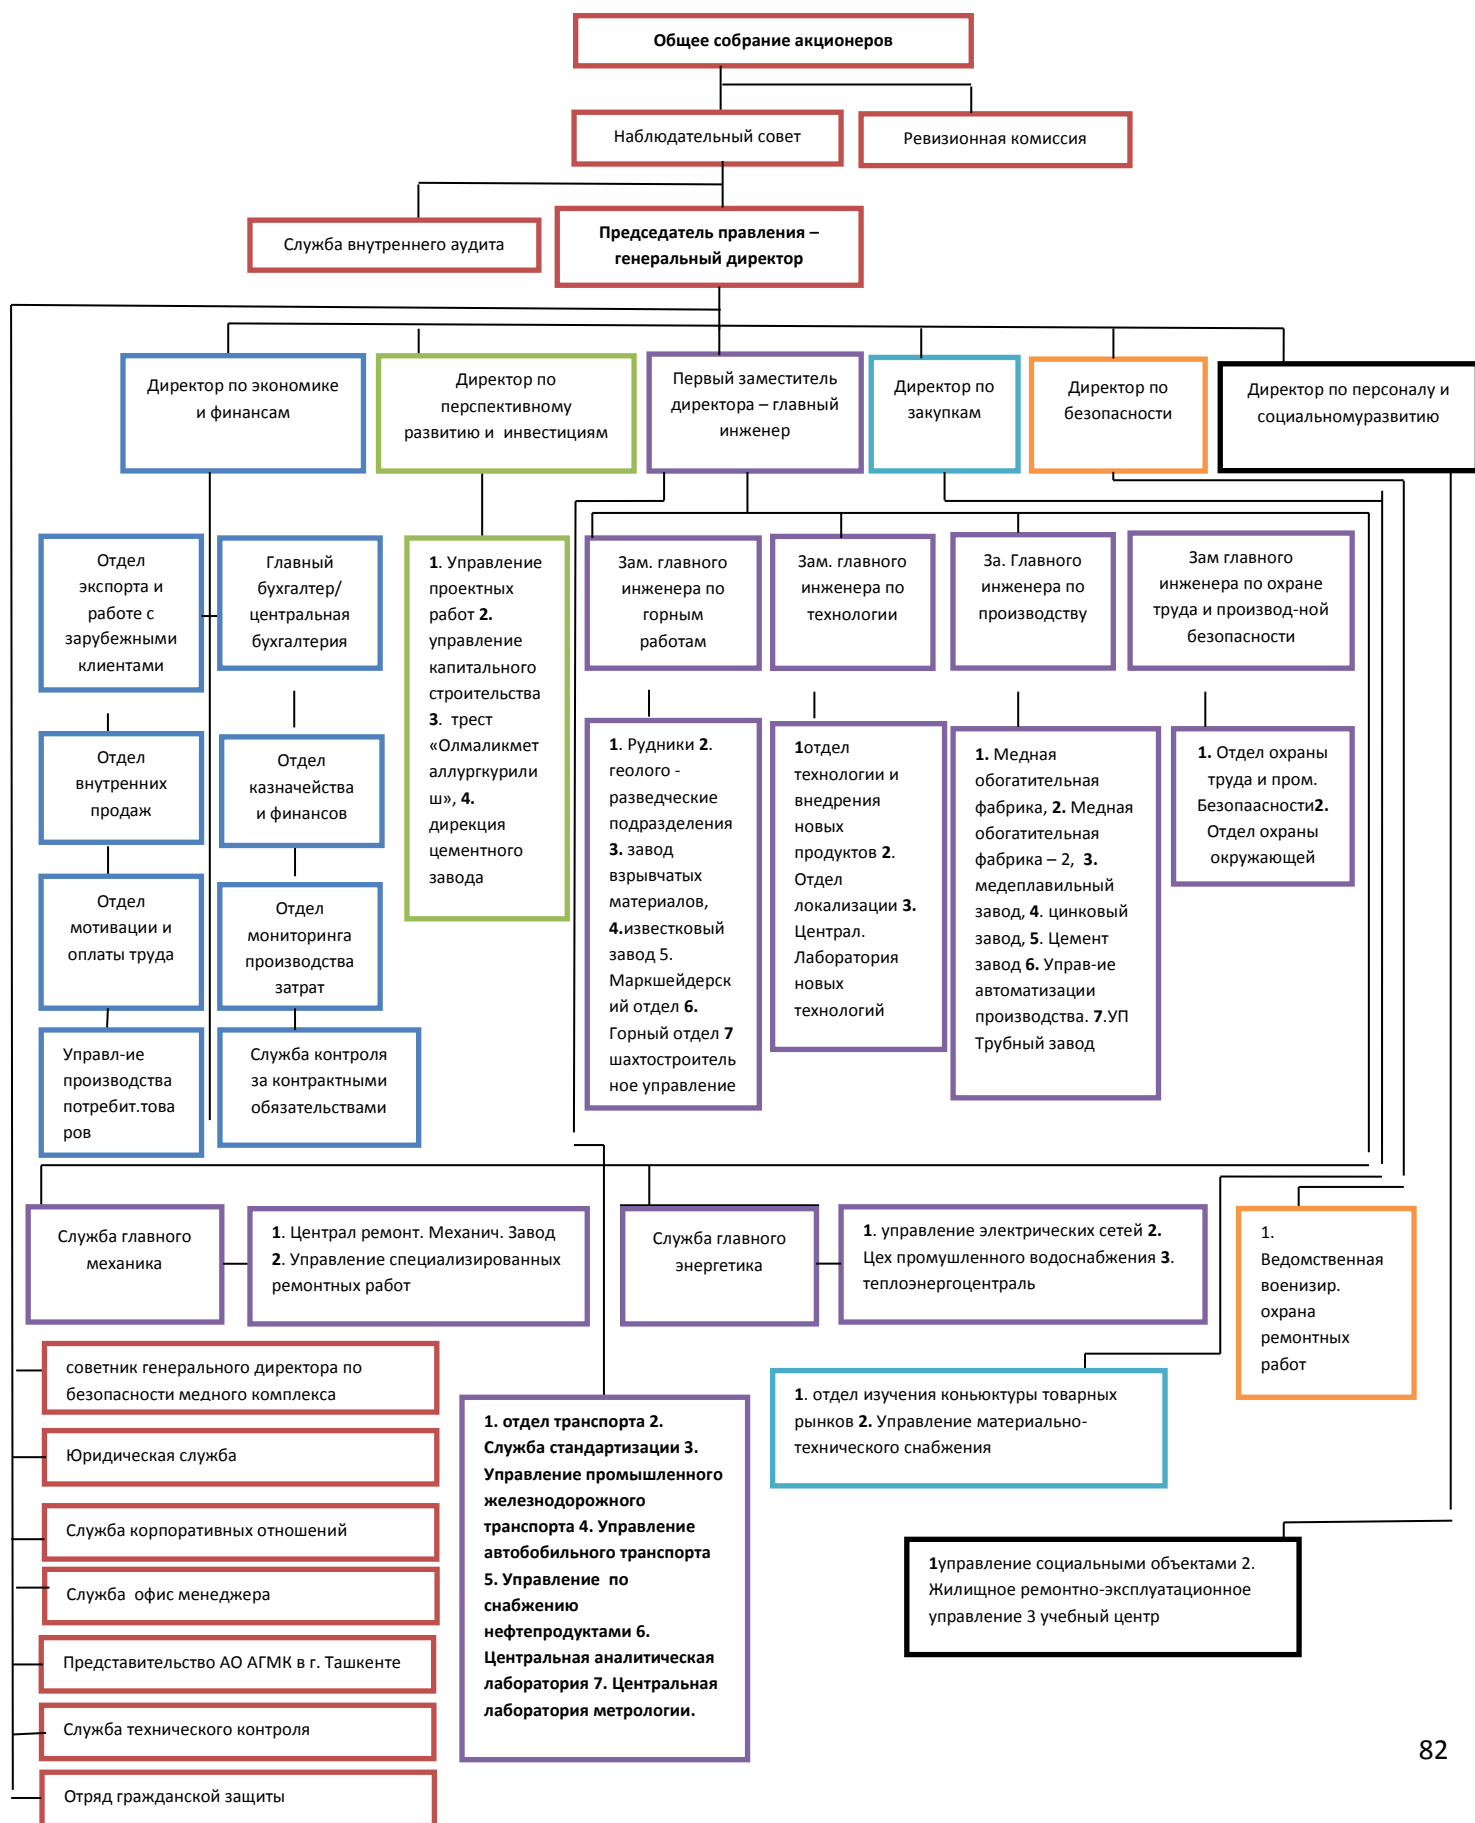 Общее собрание акционеров
Наблюдательный совет
Ревизионная комиссия
Служба внутреннего аудита
Председатель правления –
генеральный директор
Директор по экономике
и финансам
Директор по
перспективному
развитию и инвестициям
Первый заместитель
директора – главный
инженер
Директор по
закупкам
Директор по
безопасности
Директор по персоналу и
социальномуразвитию
Отдел
экспорта и
работе с
зарубежными
клиентами
Главный
бухгалтер/
центральная
бухгалтерия
1. Управление
проектных
работ 2.
управление
капитального
строительства
3. трест
«Олмаликмет
аллургкурили
ш», 4.
дирекция
цементного
завода
Зам. главного
инженера по
горным
работам
Зам. главного
инженера по
технологии
За. Главного
инженера по
производству
Зам главного
инженера по охране
труда и производ-ной
безопасности
Отдел
внутренних
продаж
Отдел
казначейства
и финансов
1. Рудники 2.
геолого -
разведческие
подразделения
3. завод
взрывчатых
материалов,
4.известковый
завод 5.
Маркшейдерск
ий отдел 6.
Горный отдел 7
шахтостроитель
ное управление
1отдел
технологии и
внедрения
новых
продуктов 2.
Отдел
локализации 3.
Централ.
Лаборатория
новых
технологий
1. Медная
обогатительная
фабрика, 2. Медная
обогатительная
фабрика – 2, 3.
медеплавильный
завод, 4. цинковый
завод, 5. Цемент
завод 6. Управ-ие
автоматизации
производства. 7.УП
Трубный завод
1. Отдел охраны
труда и пром.
Безопаасности2.
Отдел охраны
окружающей
Отдел
мотивации и
оплаты труда
Отдел
мониторинга
производства
затрат
Управл-ие
производства
потребит.това
ров
Служба контроля
за контрактными
обязательствами
Служба главного
механика
1. Централ ремонт. Механич. Завод
2. Управление специализированных
ремонтных работ
Служба главного
энергетика
1. управление электрических сетей 2.
Цех промушленного водоснабжения 3.
теплоэнергоцентраль
1.
Ведомственная
военизир.
охрана
ремонтных
работ
советник генерального директора по
безопасности медного комплекса
Юридическая служба
Служба корпоративных отношений
Служба офис менеджера
Представительство АО АГМК в г. Ташкенте
Служба технического контроля
Отряд гражданской защиты
1. отдел транспорта 2.
Служба стандартизации 3.
Управление промышленного
железнодорожного
транспорта 4. Управление
автобобильного транспорта
5. Управление по
снабжению
нефтепродуктами 6.
Центральная аналитическая
лаборатория 7. Центральная
лаборатория метрологии.
1. отдел изучения коньюктуры товарных
рынков 2. Управление материально-
технического снабжения
1управление социальными объектами 2.
Жилищное ремонтно-эксплуатационное
управление 3 учебный центр
82